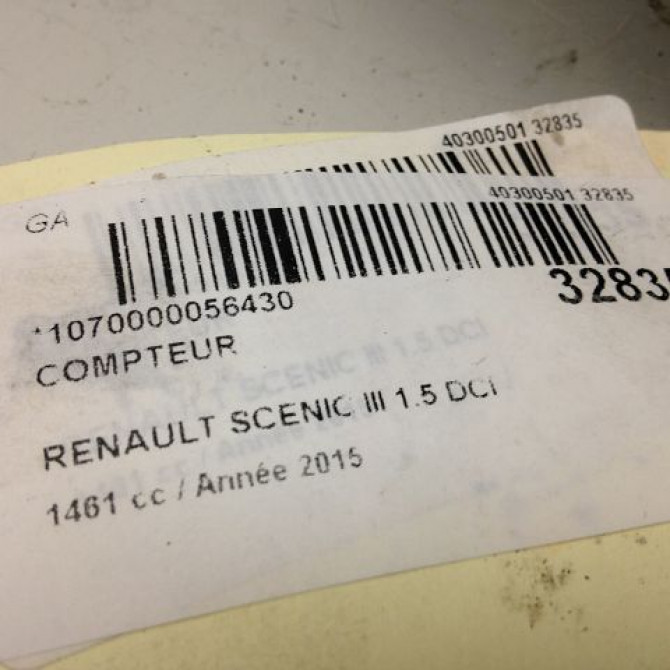 40300501 32835
GA
40300501 32835
3283
*1070000056430
COMPTEUR
RENAULT SCENIC III 1.5 DCI
1461 cc / Année 2015